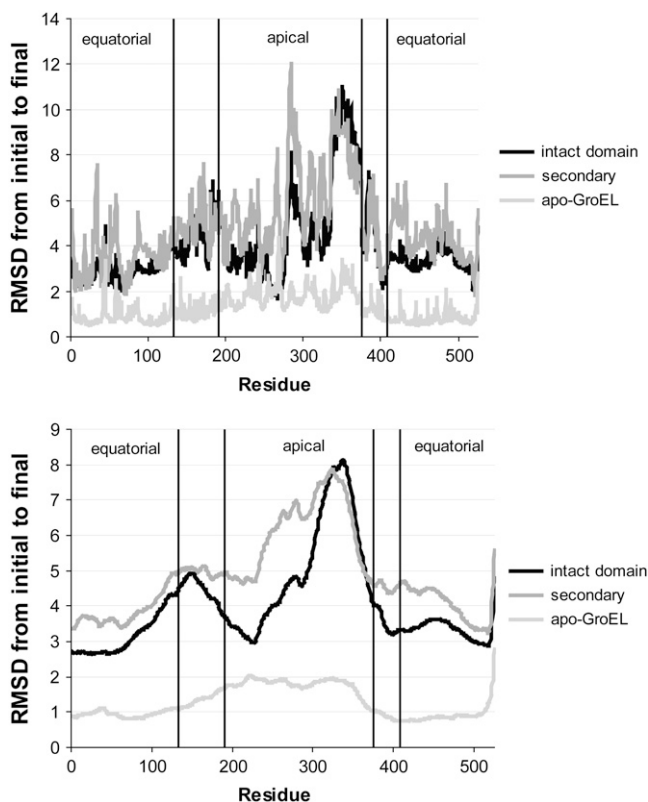 14
12
10
8
6
4
2
0
RMSD from initial to final
equatorial apical equatorial
0 100 200 300 400 500
Residue
intact domain
secondary
apo-GroEL
9
8
7
6
5
4
3
2
1
0
RMSD from initial to final
equatorial apical equatorial
0 100 200 300 400 500
Residue
intact domain
secondary
apo-GroEL